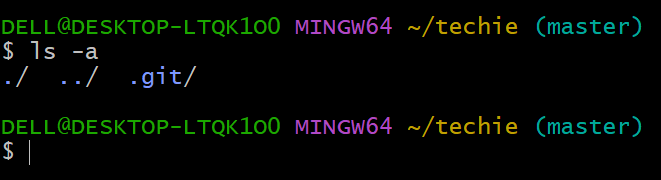 DELL@DESKTOP-LTQK1O0 MINGW64 ~/techie (master)
$ ls -a
./  ../  .git/
DELL@DESKTOP-LTQK1O0 MINGW64 ~/techie (master)
$